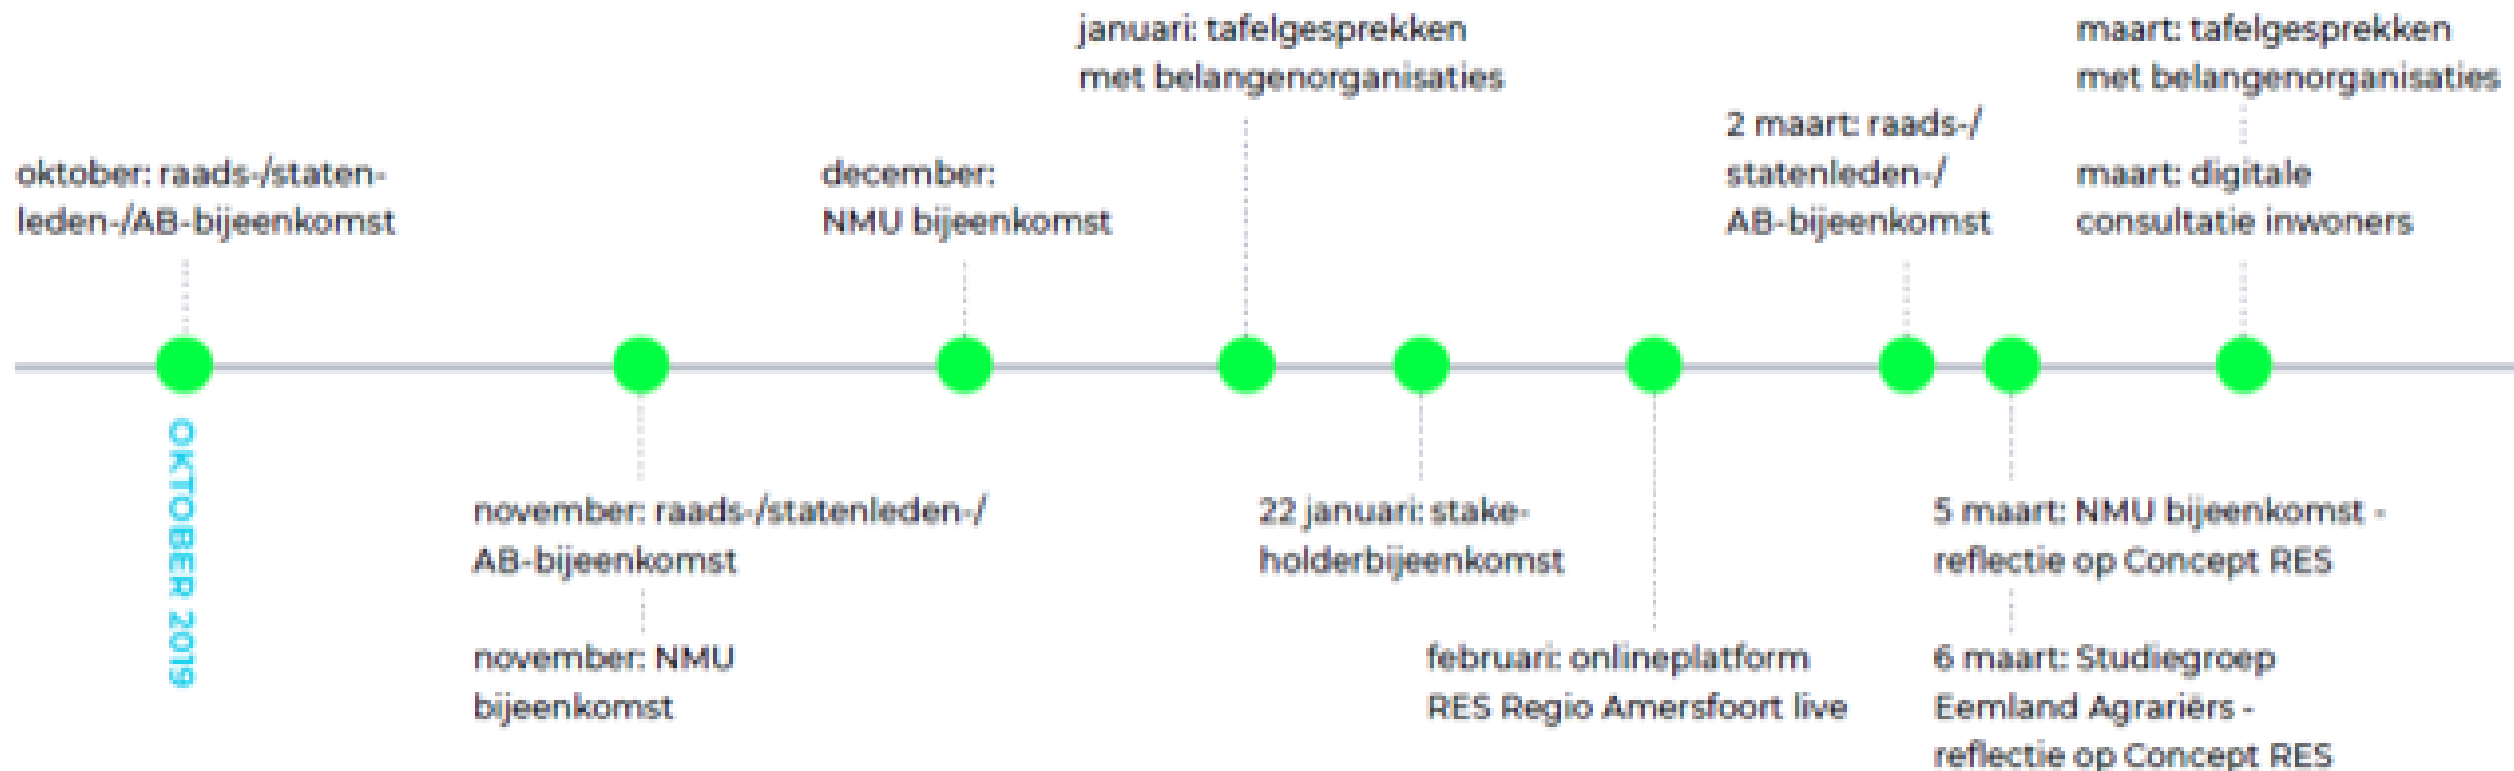 oktober: raads-/staten-
leden-/AB-bijeenkomst
OKTOBER 2019
november: raads-/statenleden-/
AB-bijeenkomst
november: NMU
bijeenkomst
december:
NMU bijeenkomst
januari: tafelgesprekken
met belangenorganisaties
22 januari: stake-
holderbijeenkomst
februari: onlineplatform
RES Regio Amersfoort live
2 maart: raads-/
statenleden-/
AB-bijeenkomst
5 maart: NMU bijeenkomst -
reflectie op Concept RES
6 maart: Studiegroep
Eemland Agrariërs -
reflectie op Concept RES
maart: tafelgesprekken
met belangenorganisaties
maart: digitale
consultatie inwoners